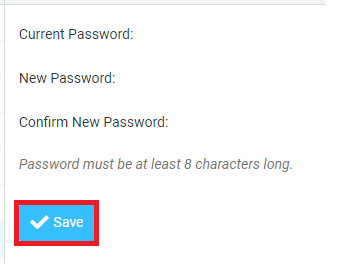 Current Password:
New Password:
Confirm New Password:
Password must be at least 8 characters long.
Save